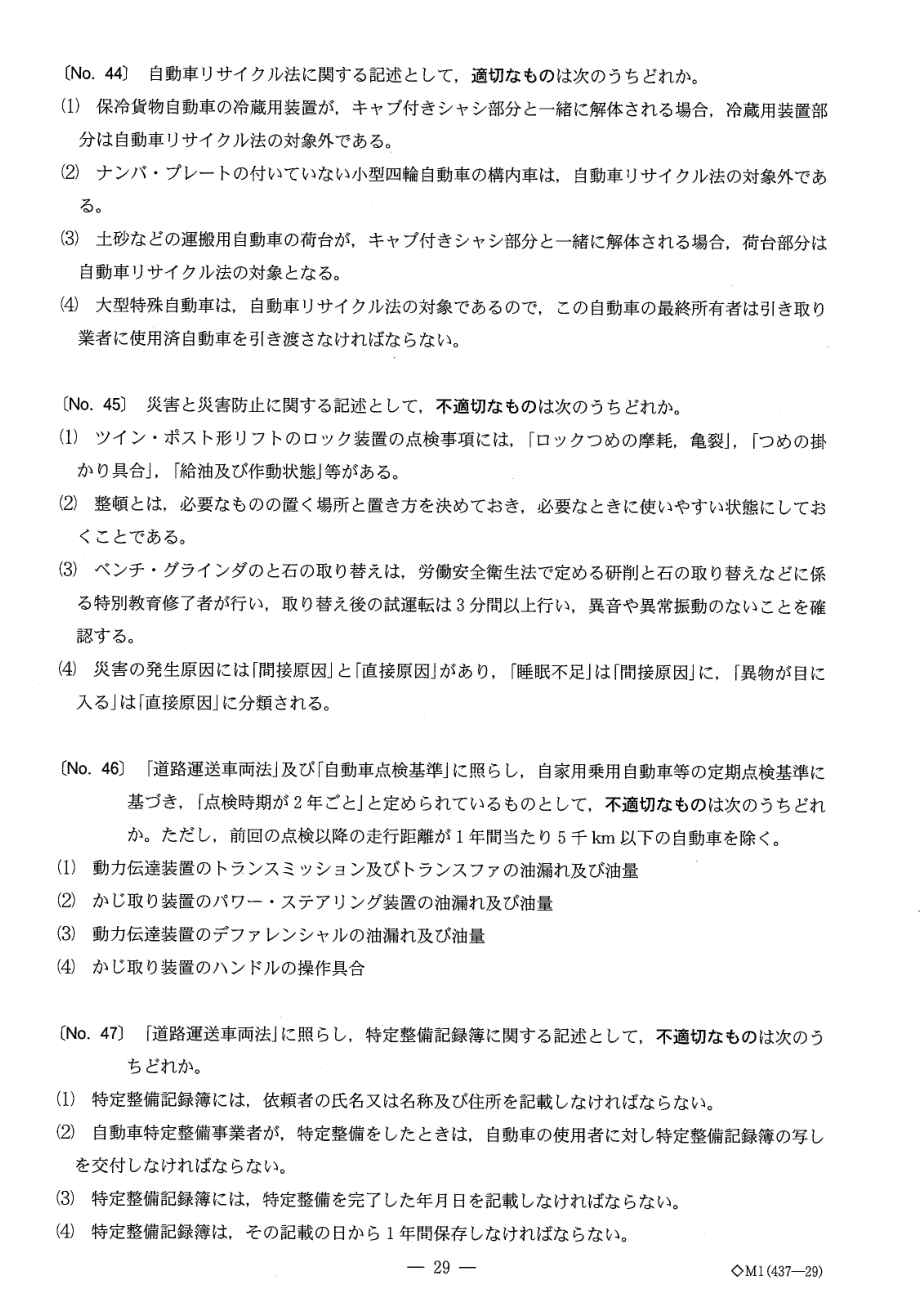 〔No. 44〕 自動車リサイクル法に関する記述として，適切なものは次のうちどれか。
⑴ 保冷貨物自動車の冷蔵用装置が，キャブ付きシャシ部分と一緒に解体される場合，冷蔵用装置部
分は自動車リサイクル法の対象外である。
⑵ ナンバ・プレートの付いていない小型四輪自動車の構内車は，自動車リサイクル法の対象外であ
る。
⑶ 土砂などの運搬用自動車の荷台が，キャブ付きシャシ部分と一緒に解体される場合，荷台部分は
自動車リサイクル法の対象となる。
⑷ 大型特殊自動車は，自動車リサイクル法の対象であるので，この自動車の最終所有者は引き取り
業者に使用済自動車を引き渡さなければならない。
〔No. 45〕 災害と災害防止に関する記述として，不適切なものは次のうちどれか。
⑴ ツイン・ポスト形リフトのロック装置の点検事項には，｢ロックつめの摩耗，亀裂｣，｢つめの掛
かり具合｣，｢給油及び作動状態｣等がある。
⑵ 整頓とは，必要なものの置く場所と置き方を決めておき，必要なときに使いやすい状態にしてお
くことである。
⑶ ベンチ・グラインダのと石の取り替えは，労働安全衛生法で定める研削と石の取り替えなどに係
る特別教育修了者が行い，取り替え後の試運転は3分間以上行い，異音や異常振動のないことを確
認する。
⑷ 災害の発生原因には｢間接原因｣と｢直接原因｣があり，｢睡眠不足｣は｢間接原因｣に，｢異物が目に
入る｣は｢直接原因｣に分類される。
〔No. 46〕 ｢道路運送車両法｣及び｢自動車点検基準｣に照らし，自家用乗用自動車等の定期点検基準に
基づき，｢点検時期が2年ごと｣と定められているものとして，不適切なものは次のうちどれ
か。ただし，前回の点検以降の走行距離が1年間当たり5千km以下の自動車を除く。
⑴ 動力伝達装置のトランスミッション及びトランスファの油漏れ及び油量
⑵ かじ取り装置のパワー・ステアリング装置の油漏れ及び油量
⑶ 動力伝達装置のデファレンシャルの油漏れ及び油量
⑷ かじ取り装置のハンドルの操作具合
〔No. 47〕 ｢道路運送車両法｣に照らし，特定整備記録簿に関する記述として，不適切なものは次のう
ちどれか。
⑴ 特定整備記録簿には，依頼者の氏名又は名称及び住所を記載しなければならない。
⑵ 自動車特定整備事業者が，特定整備をしたときは，自動車の使用者に対し特定整備記録簿の写し
を交付しなければならない。
⑶ 特定整備記録簿には，特定整備を完了した年月日を記載しなければならない。
⑷ 特定整備記録簿は，その記載の日から1年間保存しなければならない。
— 29 —
◇M1(437—29)